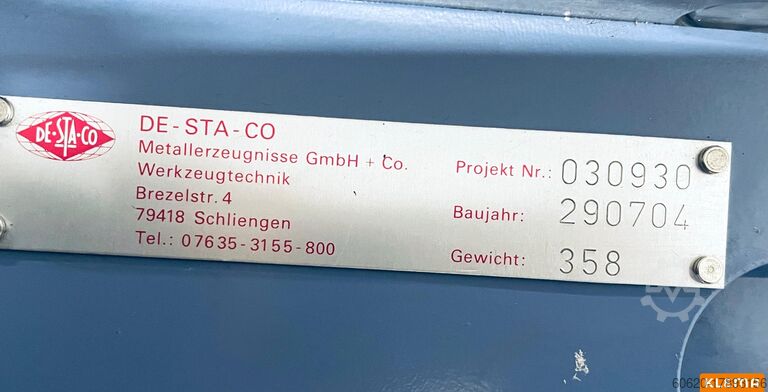 DE-STA-CO
DE-STA-CO
Metallerzeugnisse GmbH + Co.
Werkzeugtechnik
Brezelstr. 4
79418 Schliengen
Tel.: 07635-3155-800
Projekt Nr.: 030930
Baujahr: 290704
Gewicht: 358